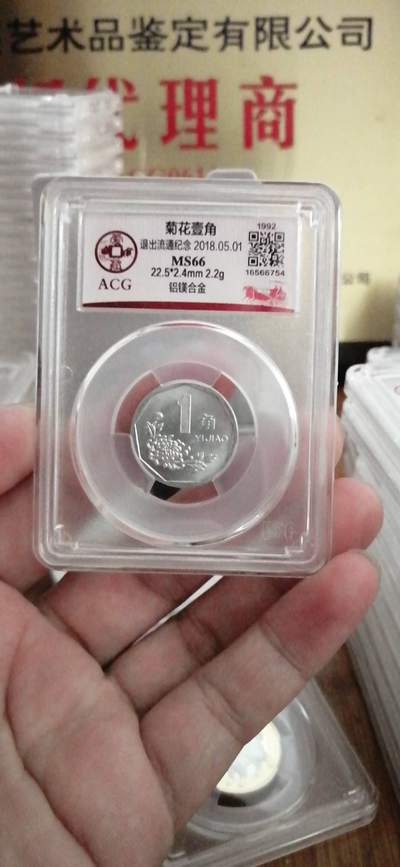 艺术品鉴定有限公司
代理商
菊花壹角
1992
退出流通纪念 2018.05.01
MS66
22.5*2.4mm 2.2g
16566754
铝镁合金
ACG
1角
YIJIAO
公司